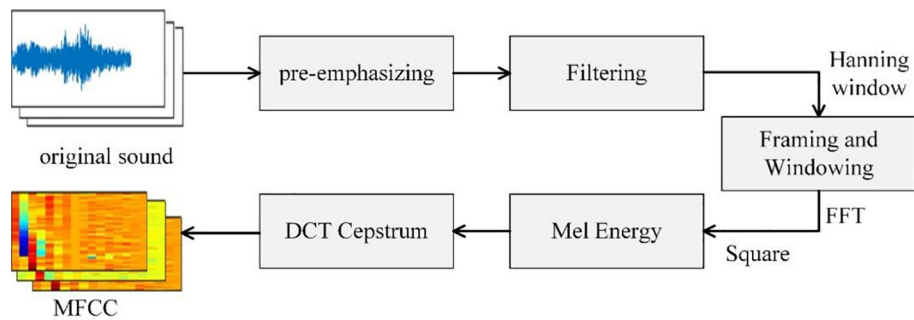 original sound
pre-emphasizing
Filtering
Hanning
window
Framing and
Windowing
FFT
Square
Mel Energy
DCT Cepstrum
MFCC